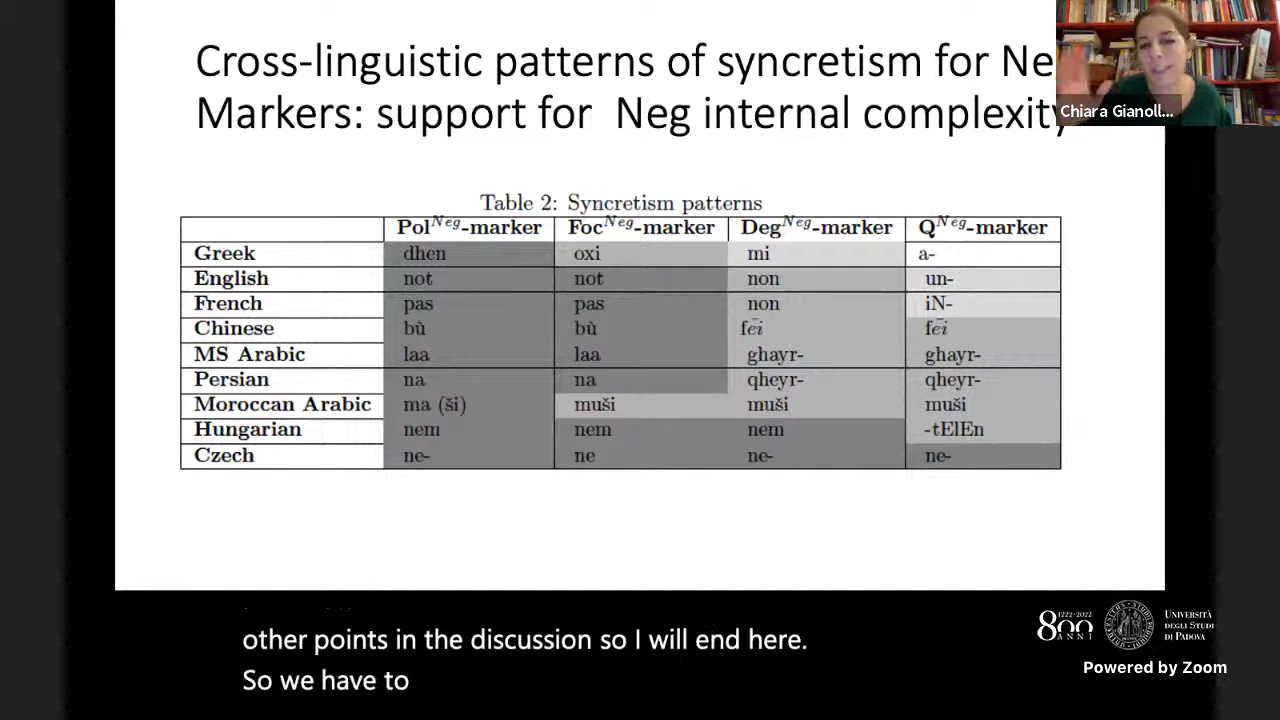 Cross-linguistic patterns of syncretism for Ne
Markers: support for Neg internal complexity
Chiara Gianoll...
Table 2: Syncretism patterns
Pol^Neg-marker Foc^Neg-marker Deg^Neg-marker Q^Neg-marker
Greek dhen oxi mi a-
English not not non un-
French pas pas non iN-
Chinese bù bù fēi fēi
MS Arabic laa laa ghayr- ghayr-
Persian na na qheyr- qheyr-
Moroccan Arabic ma (ši) muši muši muši
Hungarian nem nem nem -tElEn
Czech ne- ne ne- ne-
other points in the discussion so I will end here.
So we have to
1222-2022
800
ANNI
UNIVERSITÀ
DEGLI STUDI
DI PADOVA
Powered by Zoom